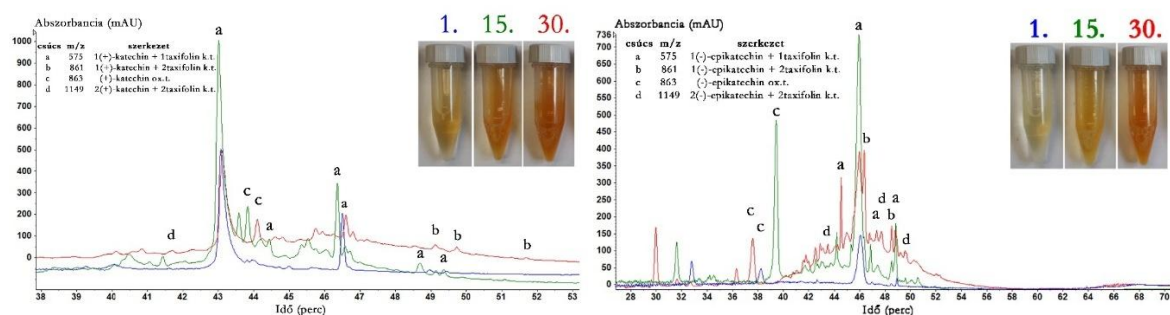 Abszorbancia (mAU)
1. 15. 30.
csúcs m/z szerkezet
a 575 1(+)-katechin + 1taxifolin k.t.
b 861 1(+)-katechin + 2taxifolin k.t.
c 863 (+)-katechin ox.t.
d 1149 2(+)-katechin + 2taxifolin k.t.
1000
900
800
700
600
500
400
300
200
100
0
38 41 42 43 44 45 46 47 48 49 50 51 52 53
Idő (perc)
a
d
c
c
a
a
a
a
a
b
b
b
Abszorbancia (mAU)
1. 15. 30.
csúcs m/z szerkezet
a 575 1(-)-epikatechin + 1taxifolin k.t.
b 861 1(-)-epikatechin + 2taxifolin k.t.
c 863 (-)-epikatechin ox.t.
d 1149 2(-)-epikatechin + 2taxifolin k.t.
736
650
600
550
500
450
400
350
300
250
200
150
100
50
0
28 30 32 34 36 38 40 42 44 46 48 50 52 54 56 58 60 62 64 66 68 70
Idő (perc)
c
c
c
d
a
a
b
a
d
b
a
d